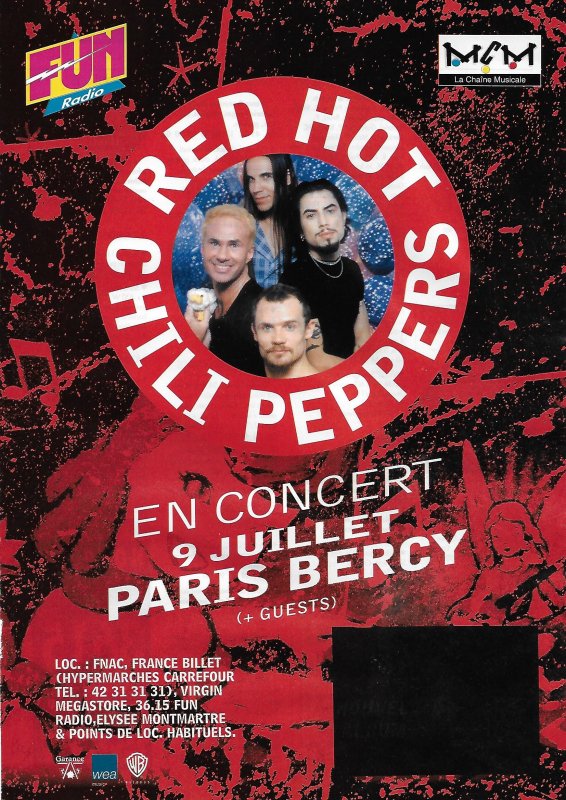 FUN
Radio
MCM
La Chaîne Musicale
RED HOT
CHILI PEPPERS
EN CONCERT
9 JUILLET
PARIS BERCY
(+ GUESTS)
LOC. : FNAC, FRANCE BILLET
(HYPERMARCHES CARREFOUR
TEL. : 42 31 31 31), VIRGIN
MEGASTORE, 36.15 FUN
RADIO,ELYSEE MONTMARTRE
& POINTS DE LOC. HABITUELS.
Garance
wea
WB